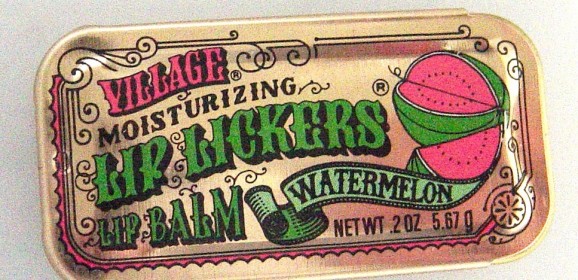 VILLAGE®
MOISTURIZING
LIP LICKERS®
LIP BALM
WATERMELON
NET WT .2 OZ 5.67 g